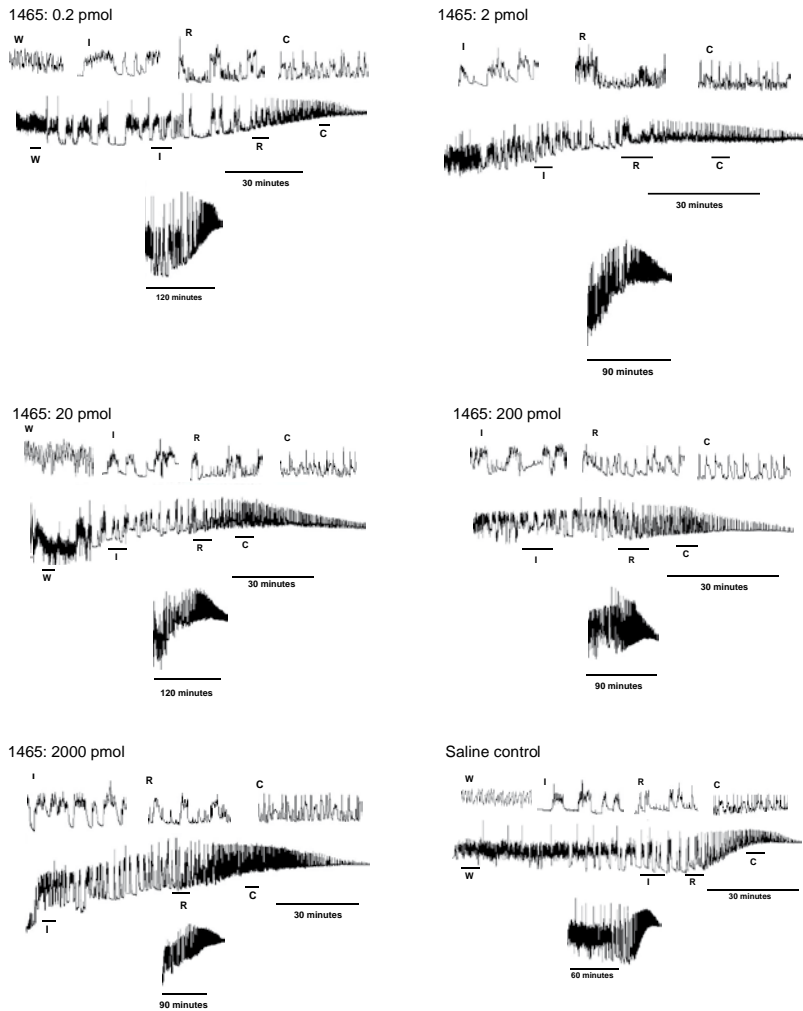 1465: 0.2 pmol
W
I
R
C
W
I
R
C
30 minutes
120 minutes
1465: 2 pmol
I
R
C
I
R
C
30 minutes
90 minutes
1465: 20 pmol
W
I
R
C
W
I
R
C
30 minutes
120 minutes
1465: 200 pmol
I
R
C
I
R
C
30 minutes
90 minutes
1465: 2000 pmol
I
R
C
I
R
C
30 minutes
90 minutes
Saline control
W
I
R
C
W
I
R
C
30 minutes
60 minutes